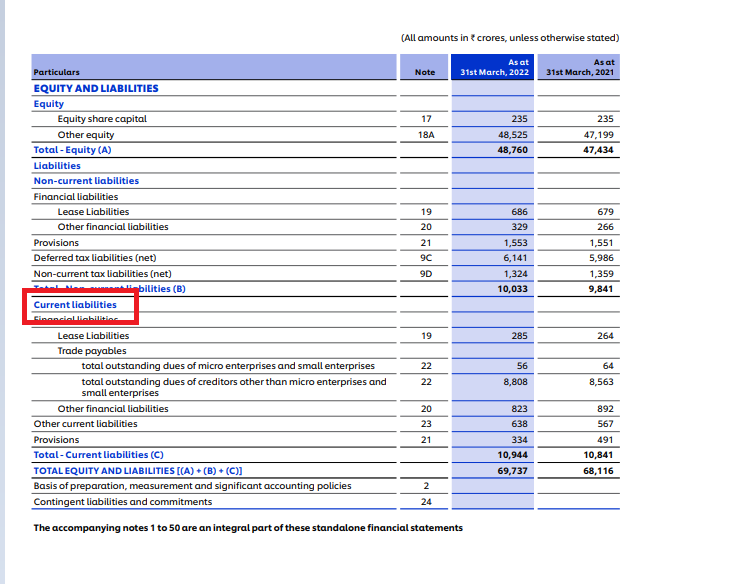 (All amounts in ₹ crores, unless otherwise stated)
Particulars Note As at 31st March, 2022 As at 31st March, 2021
EQUITY AND LIABILITIES
Equity
Equity share capital 17 235 235
Other equity 18A 48,525 47,199
Total - Equity (A) 48,760 47,434
Liabilities
Non-current liabilities
Financial liabilities
Lease Liabilities 19 686 679
Other financial liabilities 20 329 266
Provisions 21 1,553 1,551
Deferred tax liabilities (net) 9C 6,141 5,986
Non-current tax liabilities (net) 9D 1,324 1,359
Total - Non-current liabilities (B) 10,033 9,841
Current liabilities
Financial liabilities
Lease Liabilities 19 285 264
Trade payables
total outstanding dues of micro enterprises and small enterprises 22 56 64
total outstanding dues of creditors other than micro enterprises and 22 8,808 8,563
small enterprises
Other financial liabilities 20 823 892
Other current liabilities 23 638 567
Provisions 21 334 491
Total - Current liabilities (C) 10,944 10,841
TOTAL EQUITY AND LIABILITIES [(A) + (B) + (C)] 69,737 68,116
Basis of preparation, measurement and significant accounting policies 2
Contingent liabilities and commitments 24
The accompanying notes 1 to 50 are an integral part of these standalone financial statements